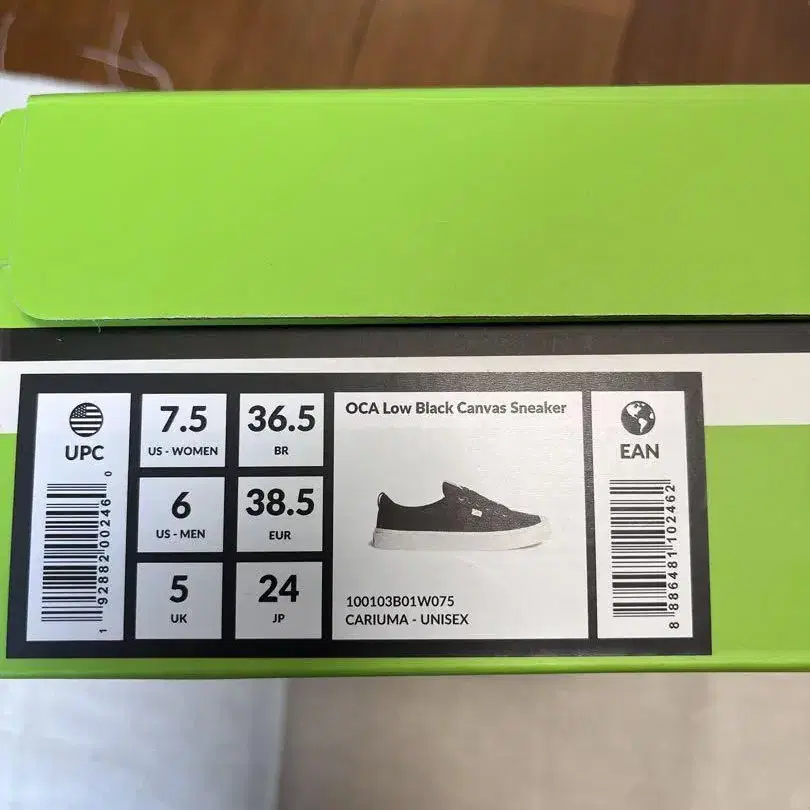 UPC
1 92882 00246 0
7.5
US - WOMEN
36.5
BR
6
US - MEN
38.5
EUR
5
UK
24
JP
OCA Low Black Canvas Sneaker
100103B01W075
CARIUMA - UNISEX
EAN
8 886481 102462